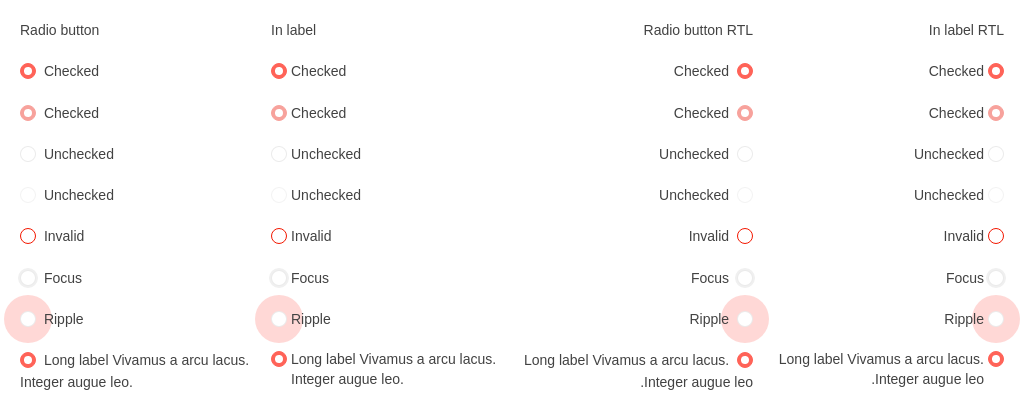 Radio button
Checked
Checked
Unchecked
Unchecked
Invalid
Focus
Ripple
Long label Vivamus a arcu lacus.
Integer augue leo.
In label
Checked
Checked
Unchecked
Unchecked
Invalid
Focus
Ripple
Long label Vivamus a arcu lacus.
Integer augue leo.
Radio button RTL
Checked
Checked
Unchecked
Unchecked
Invalid
Focus
Ripple
Long label Vivamus a arcu lacus.
.Integer augue leo
In label RTL
Checked
Checked
Unchecked
Unchecked
Invalid
Focus
Ripple
Long label Vivamus a arcu lacus.
.Integer augue leo